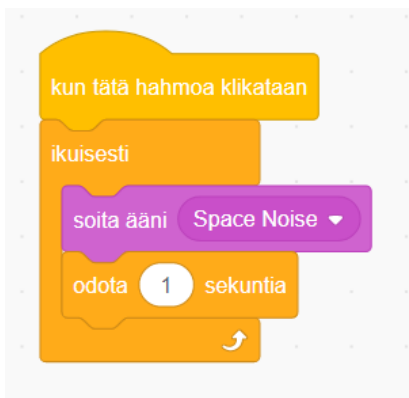 kun tätä hahmoa klikataan
ikuisesti
soita ääni Space Noise
odota 1 sekuntia